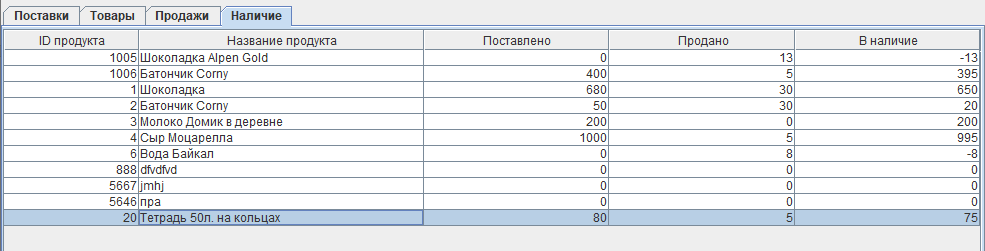 Поставки Товары Продажи Наличие
ID продукта Название продукта Поставлено Продано В наличие
1005 Шоколадка Alpen Gold 0 13 -13
1006 Батончик Corny 400 5 395
1 Шоколадка 680 30 650
2 Батончик Corny 50 30 20
3 Молоко Домик в деревне 200 0 200
4 Сыр Моцарелла 1000 5 995
6 Вода Байкал 0 8 -8
888 dfvdfvd 0 0 0
5667 jmhj 0 0 0
5646 пра 0 0 0
20 Тетрадь 50л. на кольцах 80 5 75